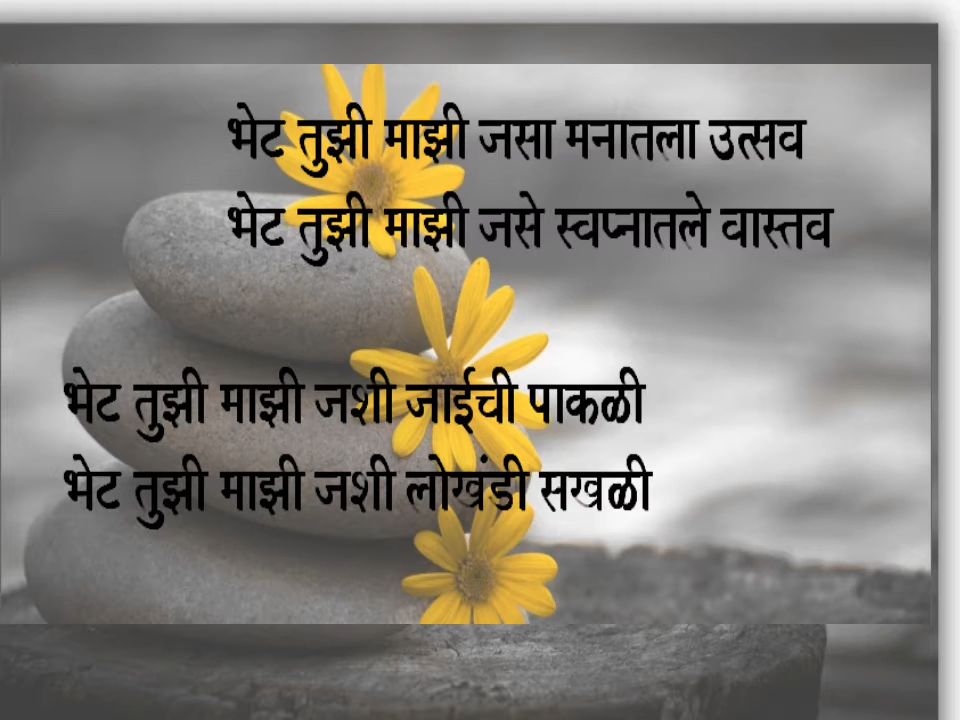 भेट तुझी माझी जसा मनातला उत्सव
भेट तुझी माझी जसे स्वप्नातले वास्तव
भेट तुझी माझी जशी जाईची पाकळी
भेट तुझी माझी जशी लोखंडी सखळी